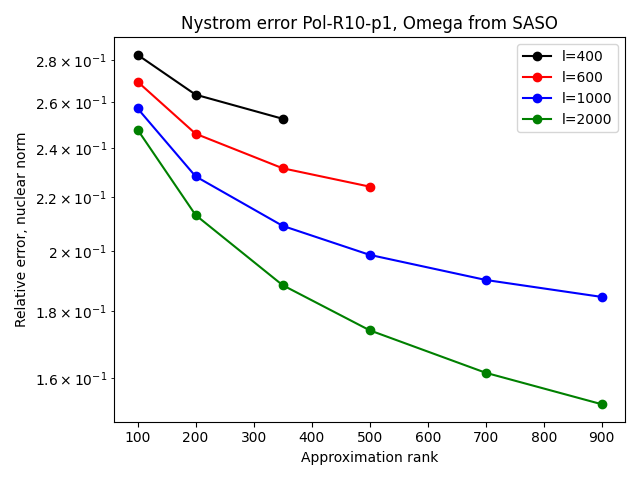 Nystrom error Pol-R10-p1, Omega from SASO
Relative error, nuclear norm
2.8 × 10⁻¹
2.6 × 10⁻¹
2.4 × 10⁻¹
2.2 × 10⁻¹
2 × 10⁻¹
1.8 × 10⁻¹
1.6 × 10⁻¹
l=400
l=600
l=1000
l=2000
100 200 300 400 500 600 700 800 900
Approximation rank